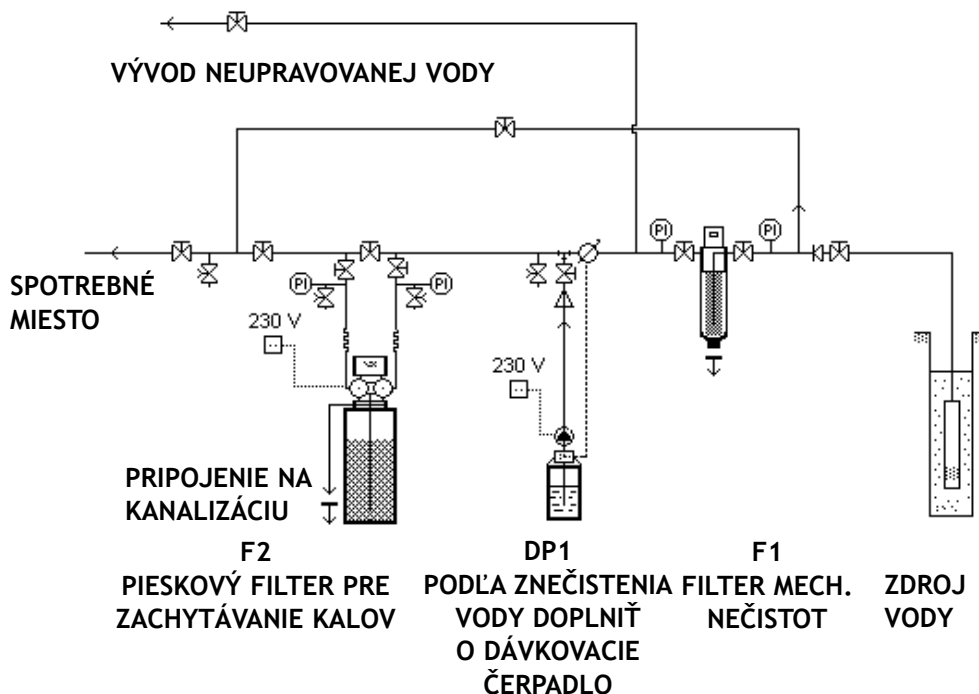 VÝVOD NEUPRAVOVANEJ VODY
PI
PI
SPOTREBNÉ
MIESTO
PI
PI
230 V
230 V
PRIPOJENIE NA
KANALIZÁCIU
F2
PIESKOVÝ FILTER PRE
ZACHYTÁVANIE KALOV
DP1
PODĽA ZNEČISTENIA
VODY DOPLNIŤ
O DÁVKOVACIE
ČERPADLO
F1
FILTER MECH.
NEČISTOT
ZDROJ
VODY